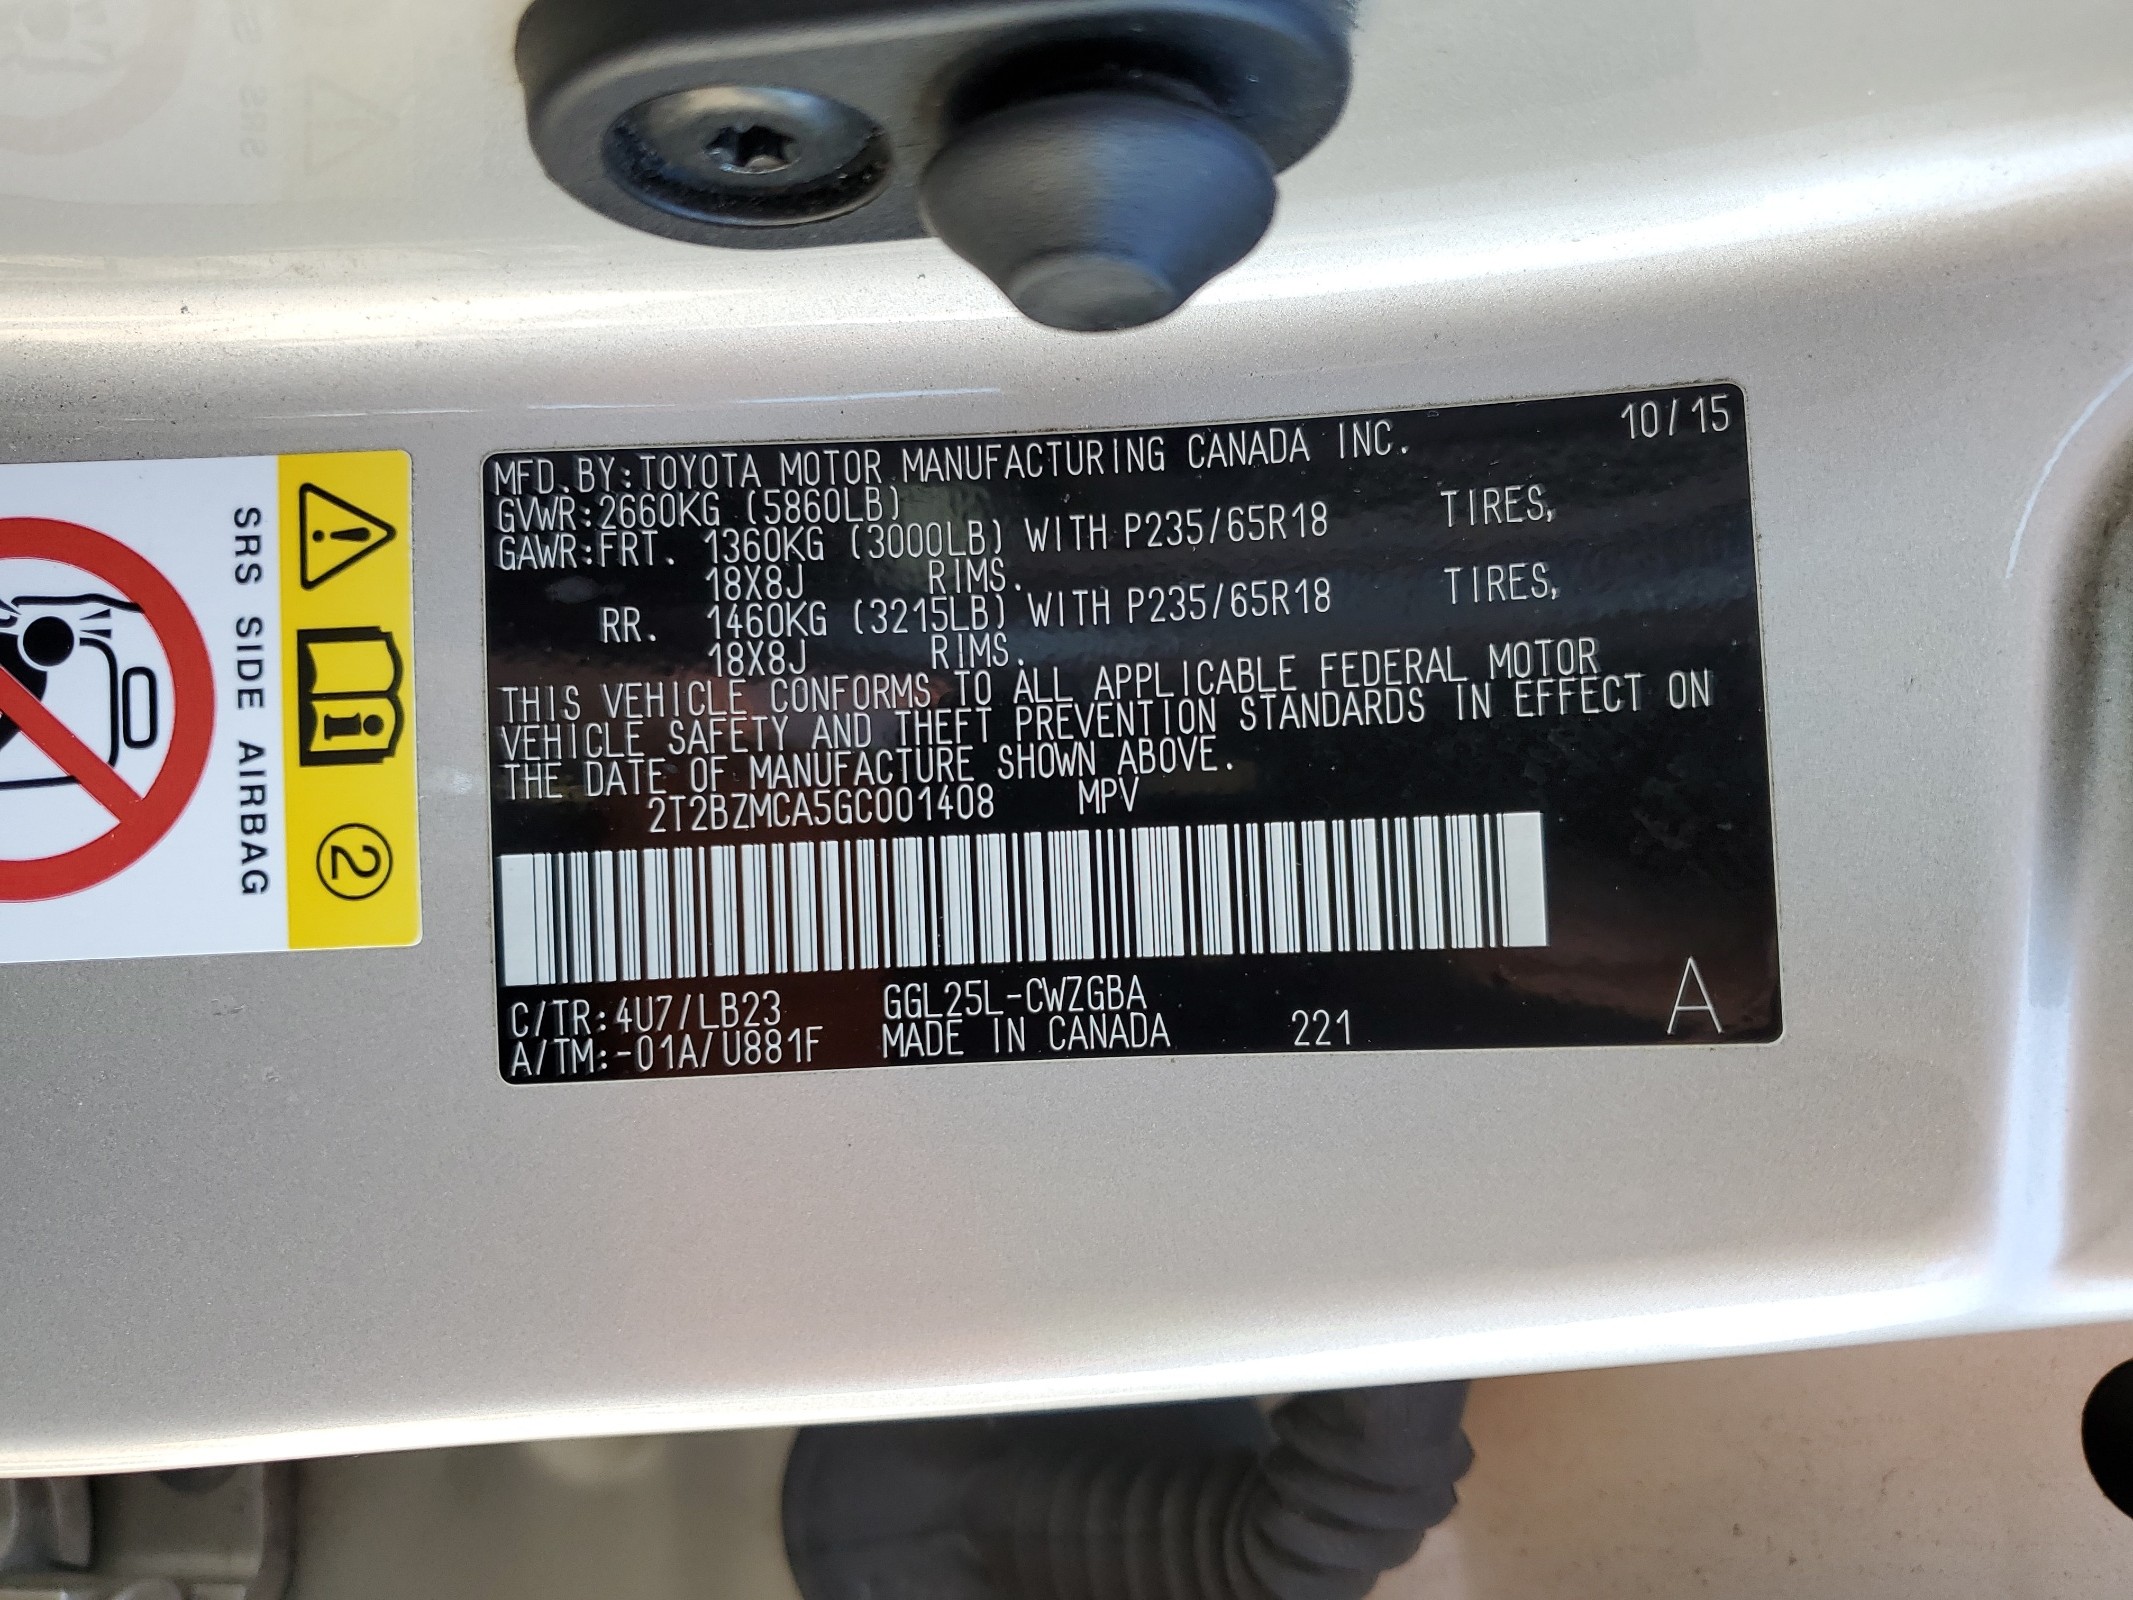 10/15
MFD.BY:TOYOTA MOTOR MANUFACTURING CANADA INC.
GVWR:2660KG (5860LB)
GAWR:FRT. 1360KG (3000LB) WITH P235/65R18 TIRES,
18X8J RIMS.
RR. 1460KG (3215LB) WITH P235/65R18 TIRES,
18X8J RIMS.
THIS VEHICLE CONFORMS TO ALL APPLICABLE FEDERAL MOTOR
VEHICLE SAFETY AND THEFT PREVENTION STANDARDS IN EFFECT ON
THE DATE OF MANUFACTURE SHOWN ABOVE.
2T2BZMCA5GC001408 MPV
C/TR:4U7/LB23 GGL25L-CWZGBA
A/TM:-01A/U881F MADE IN CANADA 221 A
SRS SIDE AIRBAG
2